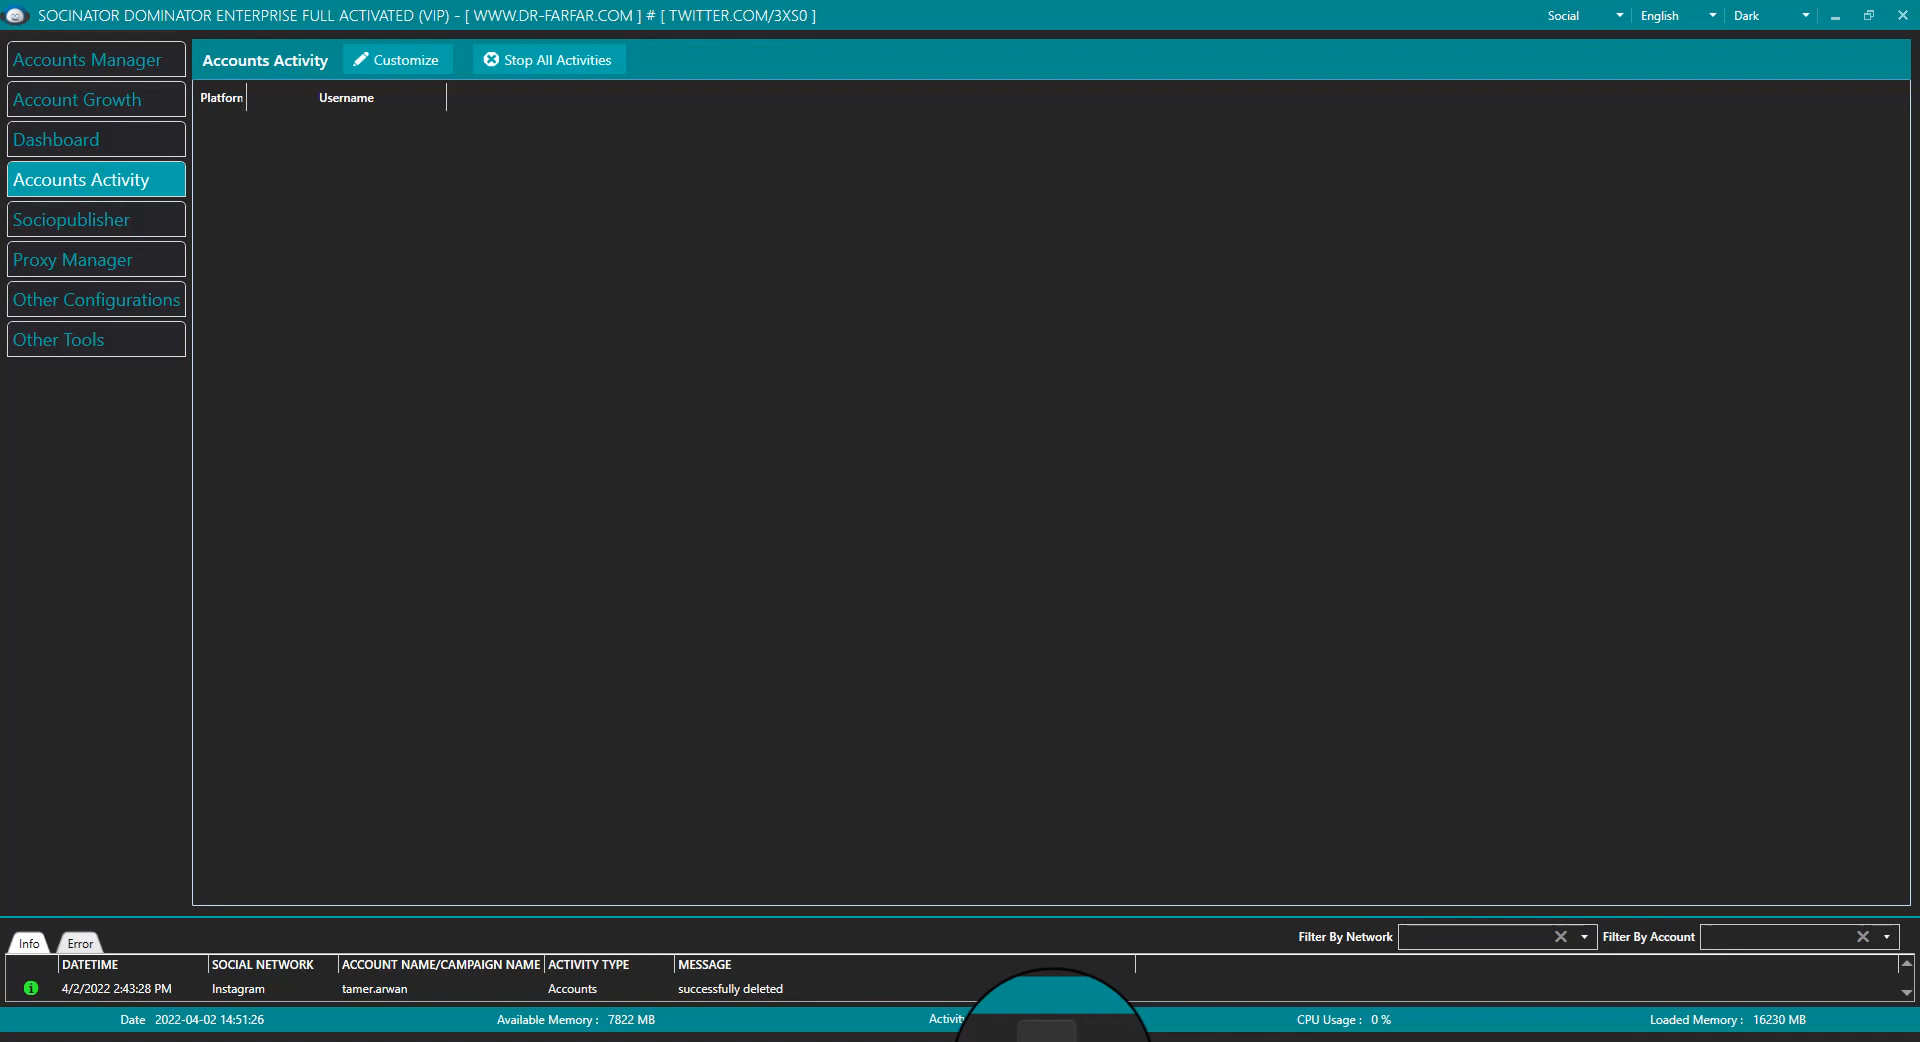 SOCINATOR DOMINATOR ENTERPRISE FULL ACTIVATED (VIP) - [ WWW.DR-FARFAR.COM ] # [ TWITTER.COM/3XS0 ]
Social English Dark
Accounts Manager
Account Growth
Dashboard
Accounts Activity
Sociopublisher
Proxy Manager
Other Configurations
Other Tools
Accounts Activity Customize Stop All Activities
Platform Username
Info Error
Filter By Network Filter By Account
DATETIME SOCIAL NETWORK ACCOUNT NAME/CAMPAIGN NAME ACTIVITY TYPE MESSAGE
4/2/2022 2:43:28 PM Instagram tamer.arwan Accounts successfully deleted
Date 2022-04-02 14:51:26 Available Memory : 7822 MB CPU Usage : 0 % Loaded Memory : 16230 MB